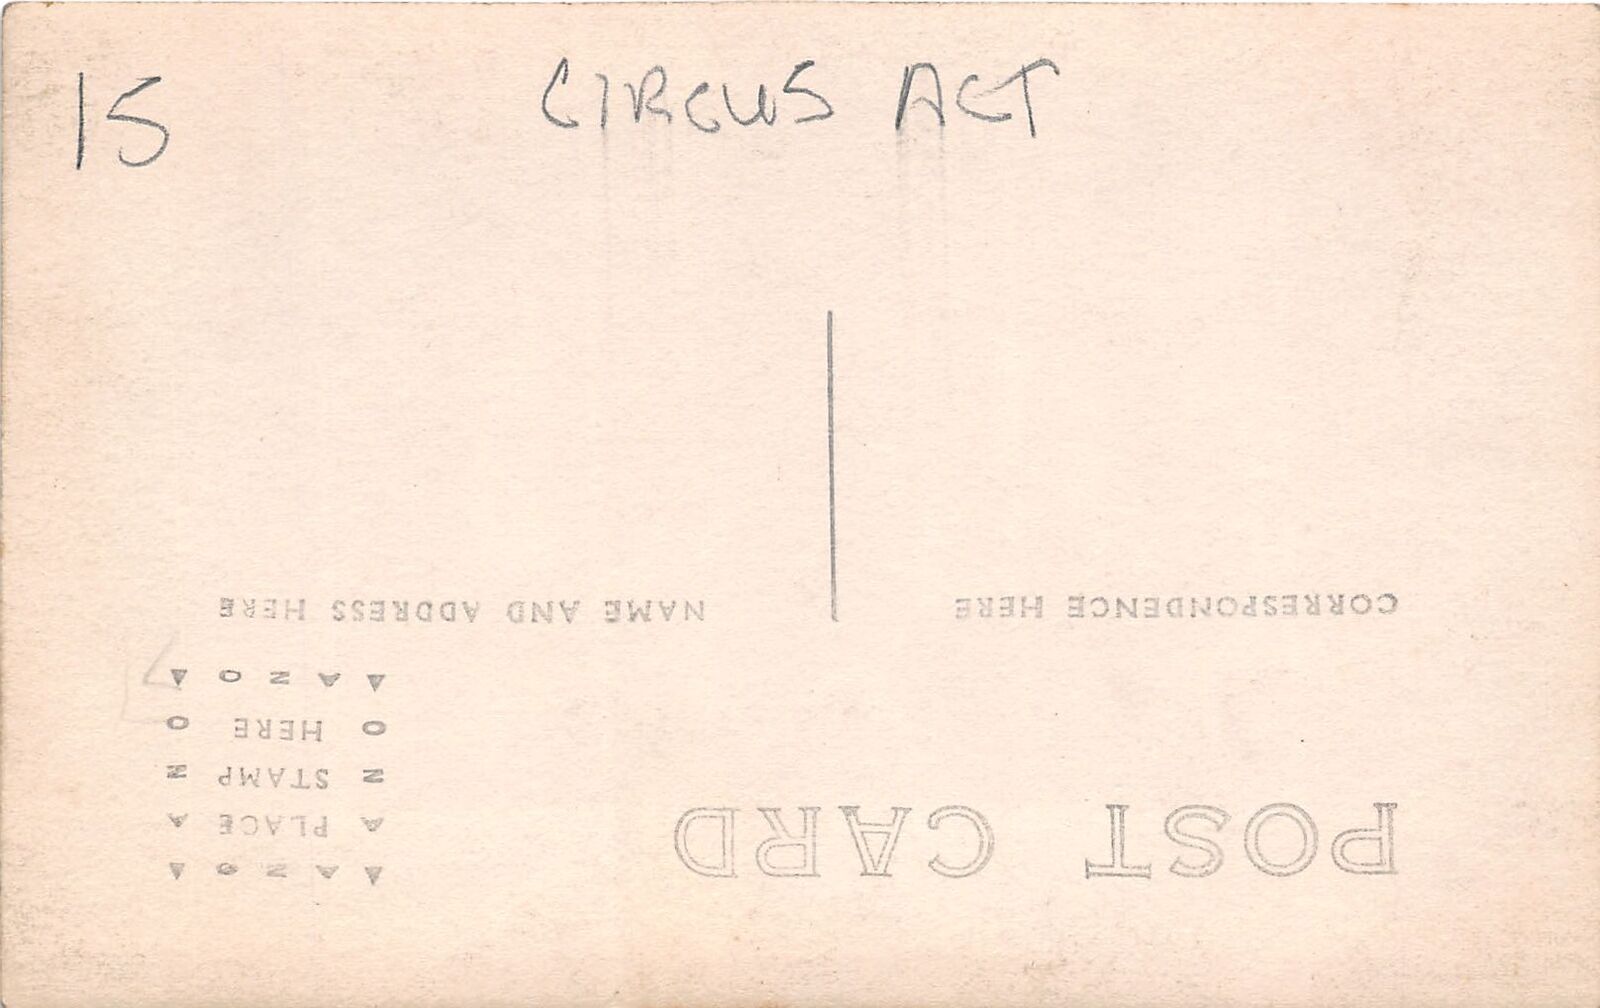 15 CIRCUS ACT
POST CARD
▲ A Z O ▲
A PLACE A
Z STAMP Z
O HERE O
▲ A Z O ▲
CORRESPONDENCE HERE
NAME AND ADDRESS HERE